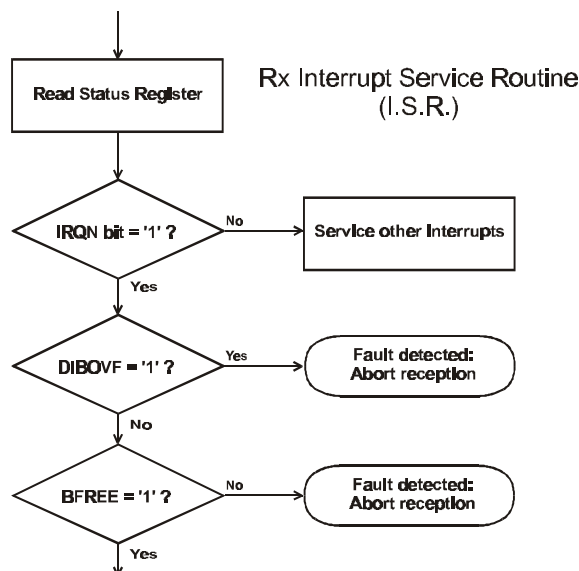 Read Status Register
Rx Interrupt Service Routine
(I.S.R.)
IRQN bit = '1' ?
No
Service other Interrupts
Yes
DIBOVF = '1' ?
Yes
Fault detected:
Abort reception
No
BFREE = '1' ?
No
Fault detected:
Abort reception
Yes